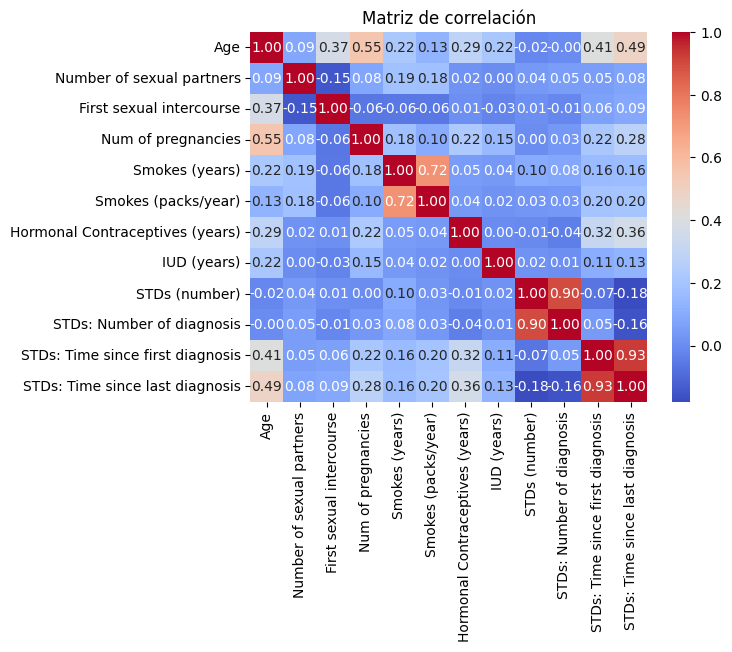 Matriz de correlación
Age 1.00 0.09 0.37 0.55 0.22 0.13 0.29 0.22 -0.02 -0.00 0.41 0.49
Number of sexual partners 0.09 1.00 -0.15 0.08 0.19 0.18 0.02 0.00 0.04 0.05 0.05 0.08
First sexual intercourse 0.37 -0.15 1.00 -0.06 -0.06 -0.06 0.01 -0.03 0.01 -0.01 0.06 0.09
Num of pregnancies 0.55 0.08 -0.06 1.00 0.18 0.10 0.22 0.15 0.00 0.03 0.22 0.28
Smokes (years) 0.22 0.19 -0.06 0.18 1.00 0.72 0.05 0.04 0.10 0.08 0.16 0.16
Smokes (packs/year) 0.13 0.18 -0.06 0.10 0.72 1.00 0.04 0.02 0.03 0.03 0.20 0.20
Hormonal Contraceptives (years) 0.29 0.02 0.01 0.22 0.05 0.04 1.00 0.00 -0.01 -0.04 0.32 0.36
IUD (years) 0.22 0.00 -0.03 0.15 0.04 0.02 0.00 1.00 0.02 0.01 0.11 0.13
STDs (number) -0.02 0.04 0.01 0.00 0.10 0.03 -0.01 0.02 1.00 0.90 -0.07 -0.18
STDs: Number of diagnosis -0.00 0.05 -0.01 0.03 0.08 0.03 -0.04 0.01 0.90 1.00 0.05 -0.16
STDs: Time since first diagnosis 0.41 0.05 0.06 0.22 0.16 0.20 0.32 0.11 -0.07 0.05 1.00 0.93
STDs: Time since last diagnosis 0.49 0.08 0.09 0.28 0.16 0.20 0.36 0.13 -0.18 -0.16 0.93 1.00
Age
Number of sexual partners
First sexual intercourse
Num of pregnancies
Smokes (years)
Smokes (packs/year)
Hormonal Contraceptives (years)
IUD (years)
STDs (number)
STDs: Number of diagnosis
STDs: Time since first diagnosis
STDs: Time since last diagnosis
1.0
0.8
0.6
0.4
0.2
0.0